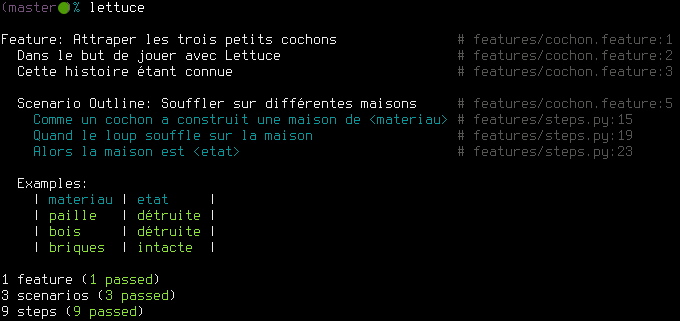 (master●% lettuce
Feature: Attraper les trois petits cochons # features/cochon.feature:1
Dans le but de jouer avec Lettuce # features/cochon.feature:2
Cette histoire étant connue # features/cochon.feature:3
Scenario Outline: Souffler sur différentes maisons # features/cochon.feature:5
Comme un cochon a construit une maison de <materiau> # features/steps.py:15
Quand le loup souffle sur la maison # features/steps.py:19
Alors la maison est <etat> # features/steps.py:23
Examples:
| materiau | etat |
| paille | détruite |
| bois | détruite |
| briques | intacte |
1 feature (1 passed)
3 scenarios (3 passed)
9 steps (9 passed)